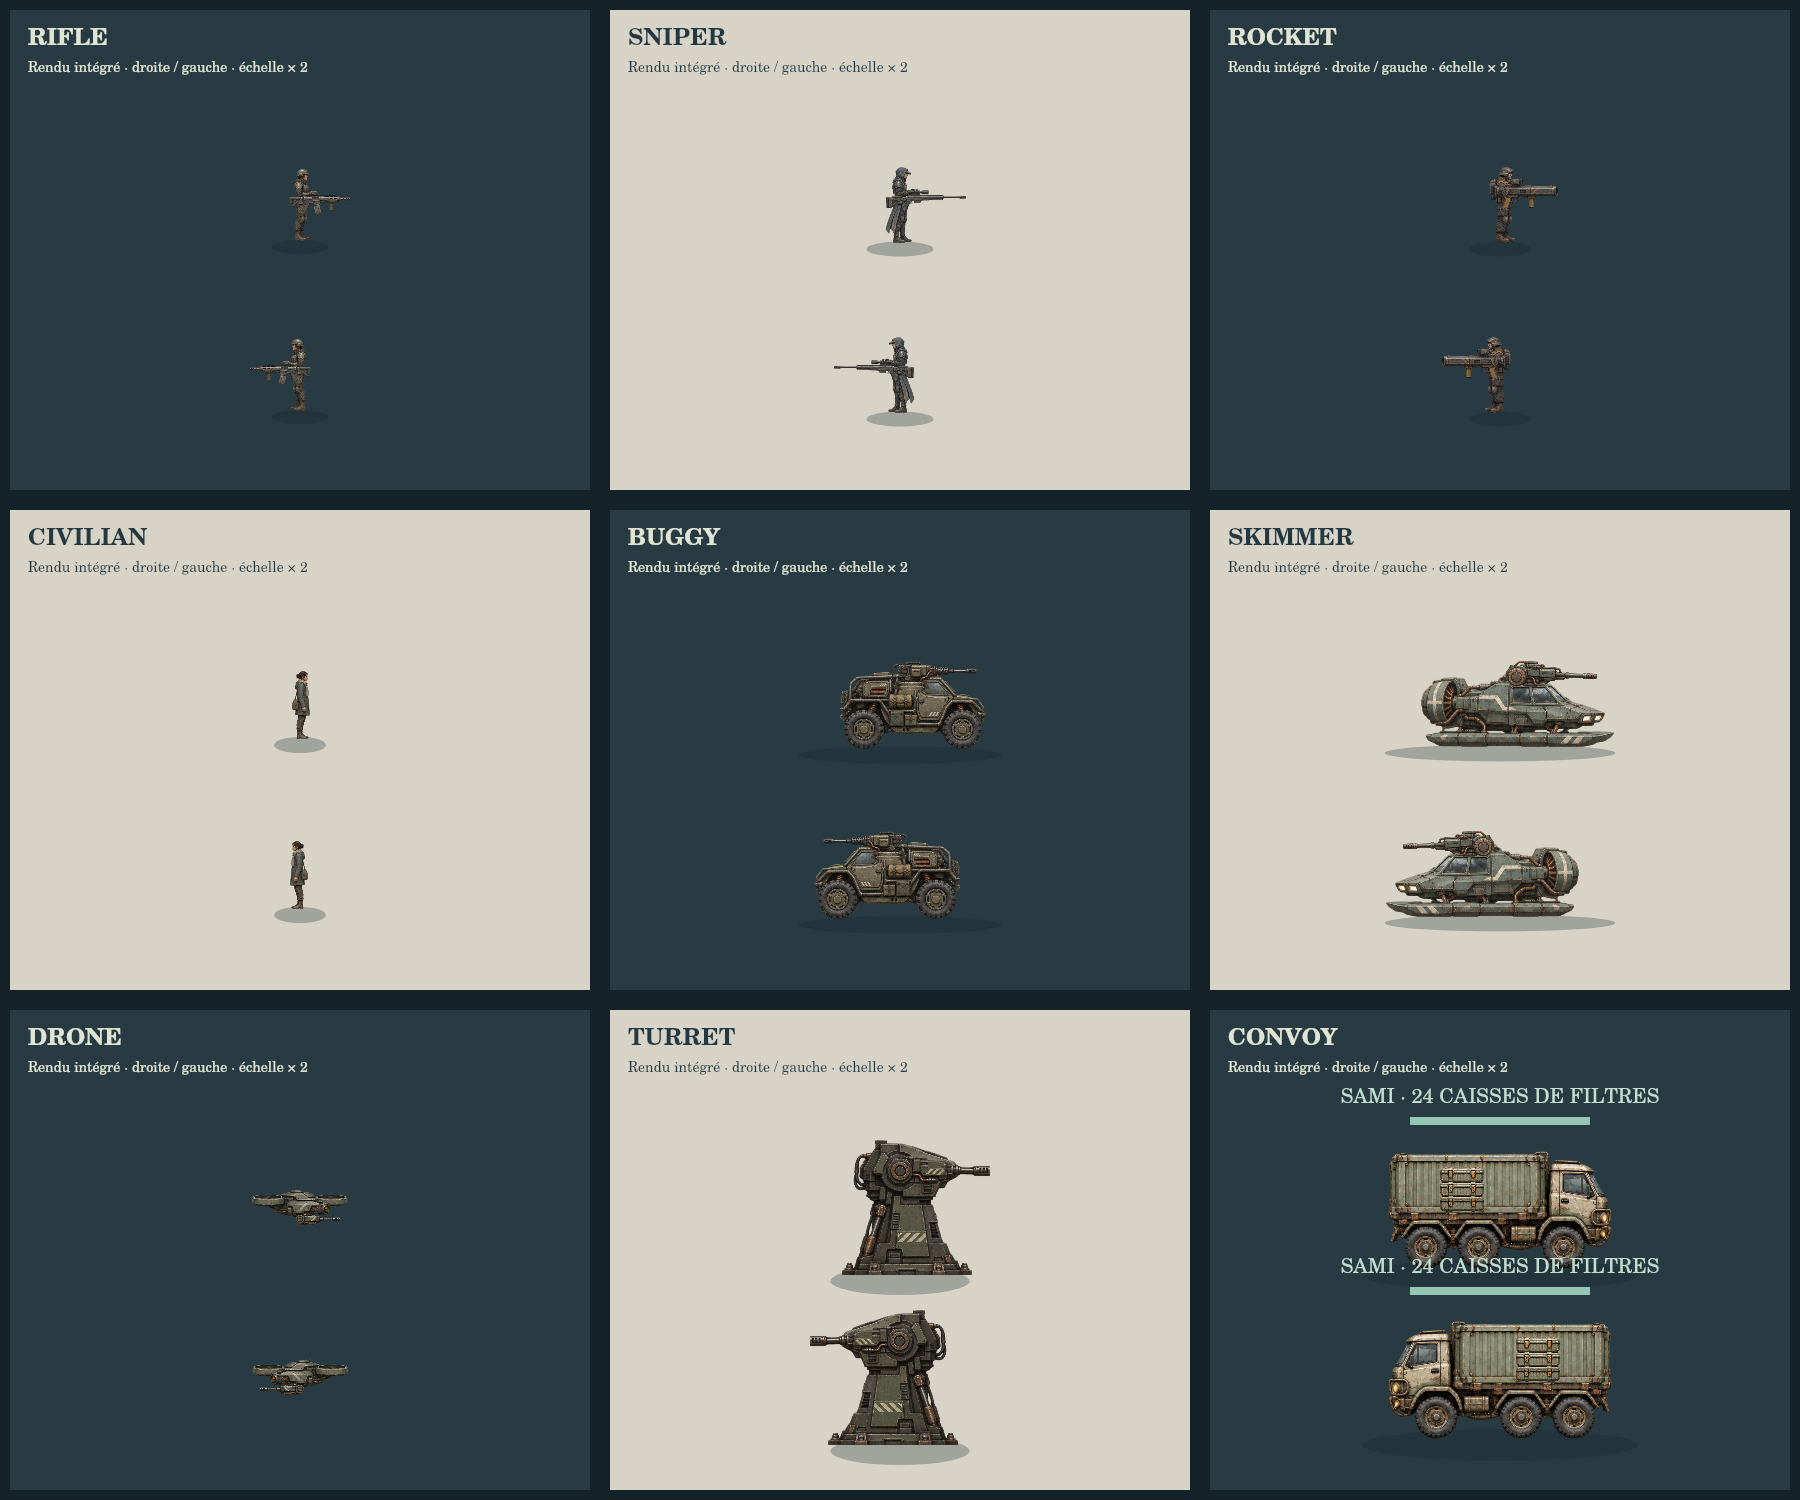 RIFLE
Rendu intégré · droite / gauche · échelle × 2
SNIPER
Rendu intégré · droite / gauche · échelle × 2
ROCKET
Rendu intégré · droite / gauche · échelle × 2
CIVILIAN
Rendu intégré · droite / gauche · échelle × 2
BUGGY
Rendu intégré · droite / gauche · échelle × 2
SKIMMER
Rendu intégré · droite / gauche · échelle × 2
DRONE
Rendu intégré · droite / gauche · échelle × 2
TURRET
Rendu intégré · droite / gauche · échelle × 2
CONVOY
Rendu intégré · droite / gauche · échelle × 2
SAMI · 24 CAISSES DE FILTRES
SAMI · 24 CAISSES DE FILTRES